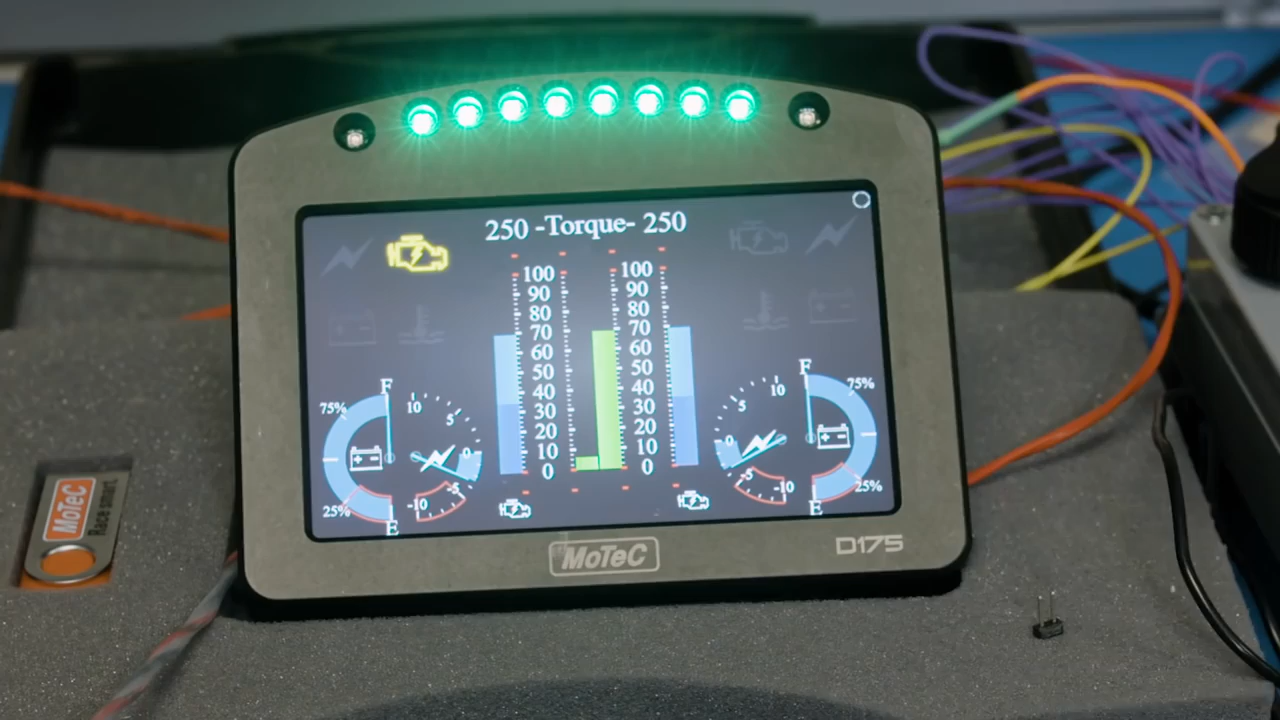 250 -Torque- 250
100 100
90 90
80 80
70 70
60 60
50 50
40 40
30 30
20 20
10 10
0 0
F
75%
25%
E
10
5
0
-5
-10
10
5
0
-5
-10
F
75%
25%
E
MoTeC
D175
MoTeC
Race smart